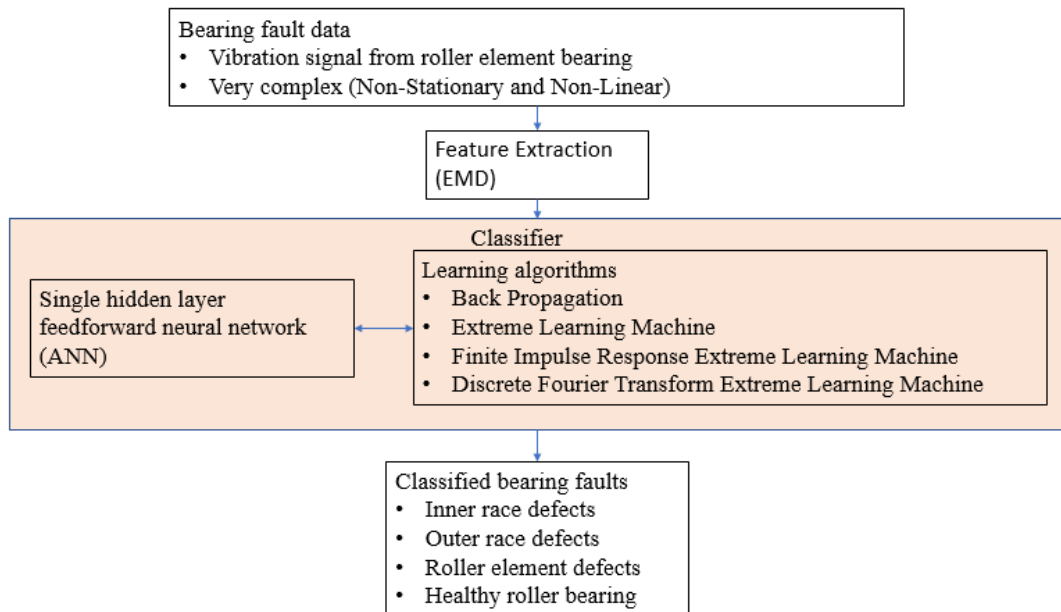 Bearing fault data
• Vibration signal from roller element bearing
• Very complex (Non-Stationary and Non-Linear)
Feature Extraction
(EMD)
Classifier
Single hidden layer
feedforward neural network
(ANN)
Learning algorithms
• Back Propagation
• Extreme Learning Machine
• Finite Impulse Response Extreme Learning Machine
• Discrete Fourier Transform Extreme Learning Machine
Classified bearing faults
• Inner race defects
• Outer race defects
• Roller element defects
• Healthy roller bearing